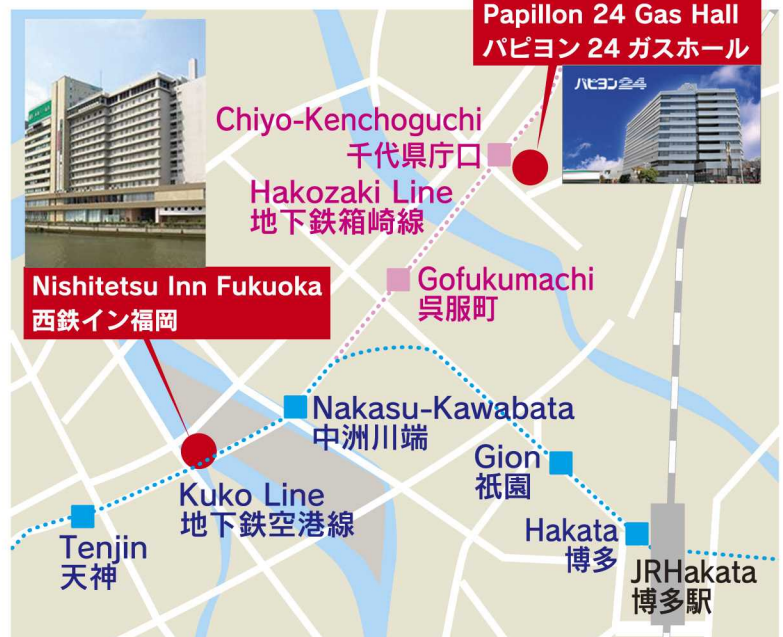 Papillon 24 Gas Hall
パピヨン 24 ガスホール
パピヨン24
Chiyo-Kenchoguchi
千代県庁口
Hakozaki Line
地下鉄箱崎線
Nishitetsu Inn Fukuoka
西鉄イン福岡
Gofukumachi
呉服町
Nakasu-Kawabata
中洲川端
Gion
祇園
Kuko Line
地下鉄空港線
Tenjin
天神
Hakata
博多
JRHakata
博多駅